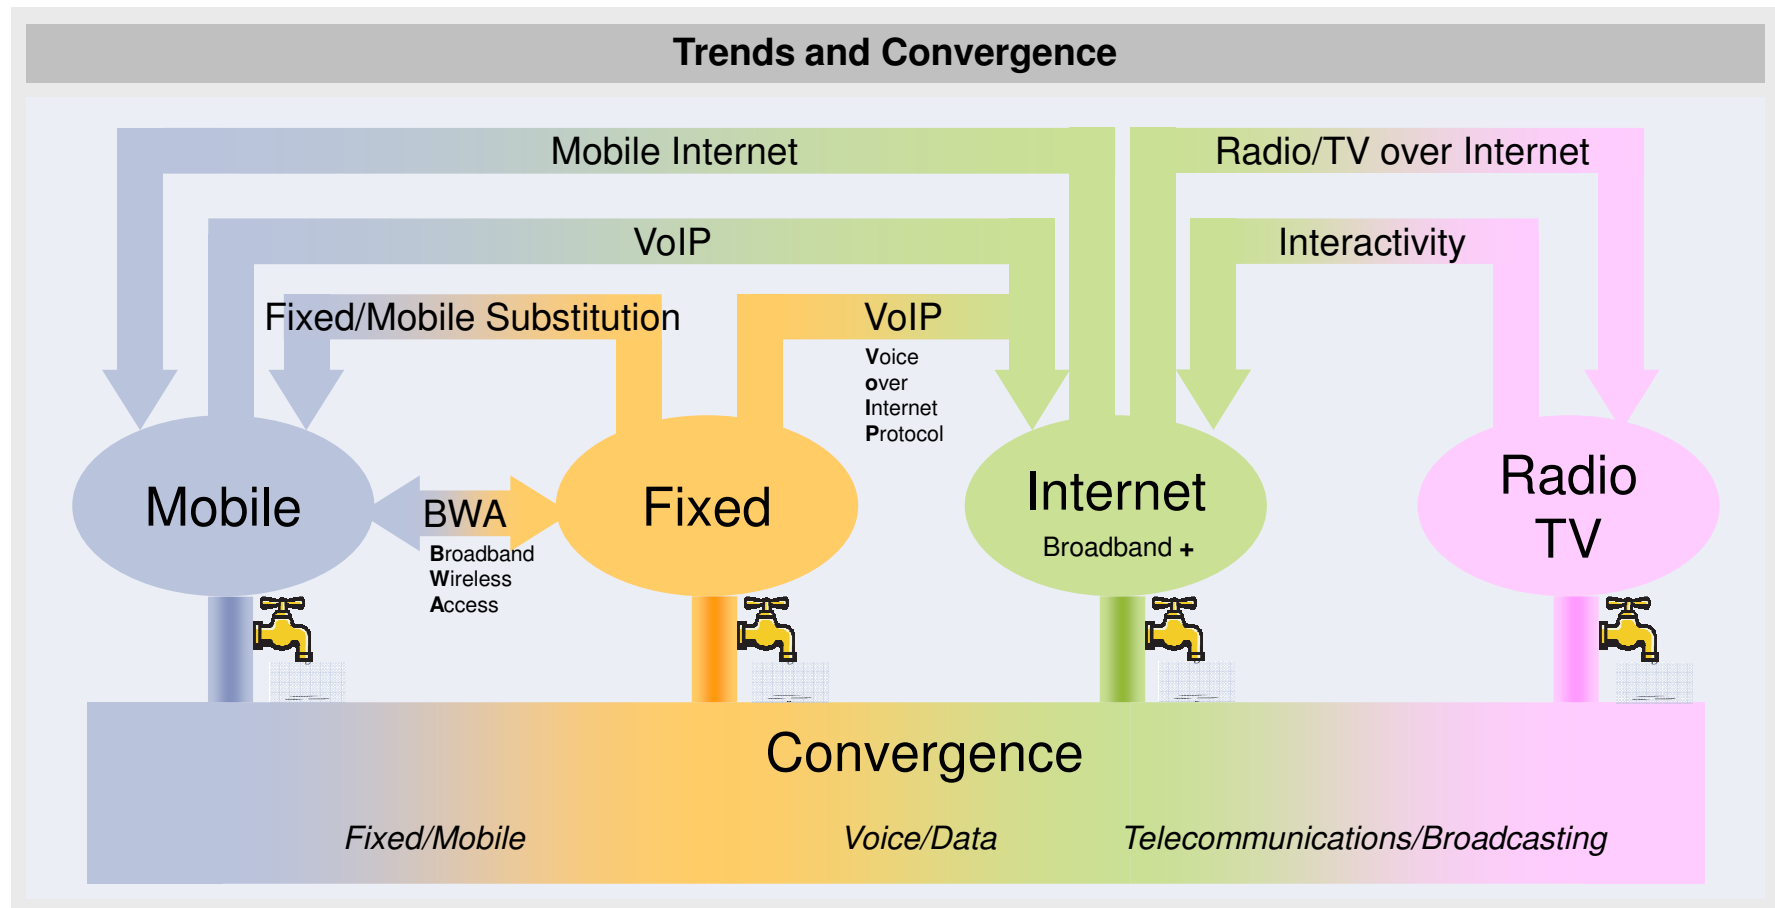 Trends and Convergence
Mobile Internet
Radio/TV over Internet
VoIP
Interactivity
Fixed/Mobile Substitution
VoIP
Voice
over
Internet
Protocol
Mobile
BWA
Broadband
Wireless
Access
Fixed
Internet
Broadband +
Radio
TV
Convergence
Fixed/Mobile
Voice/Data
Telecommunications/Broadcasting